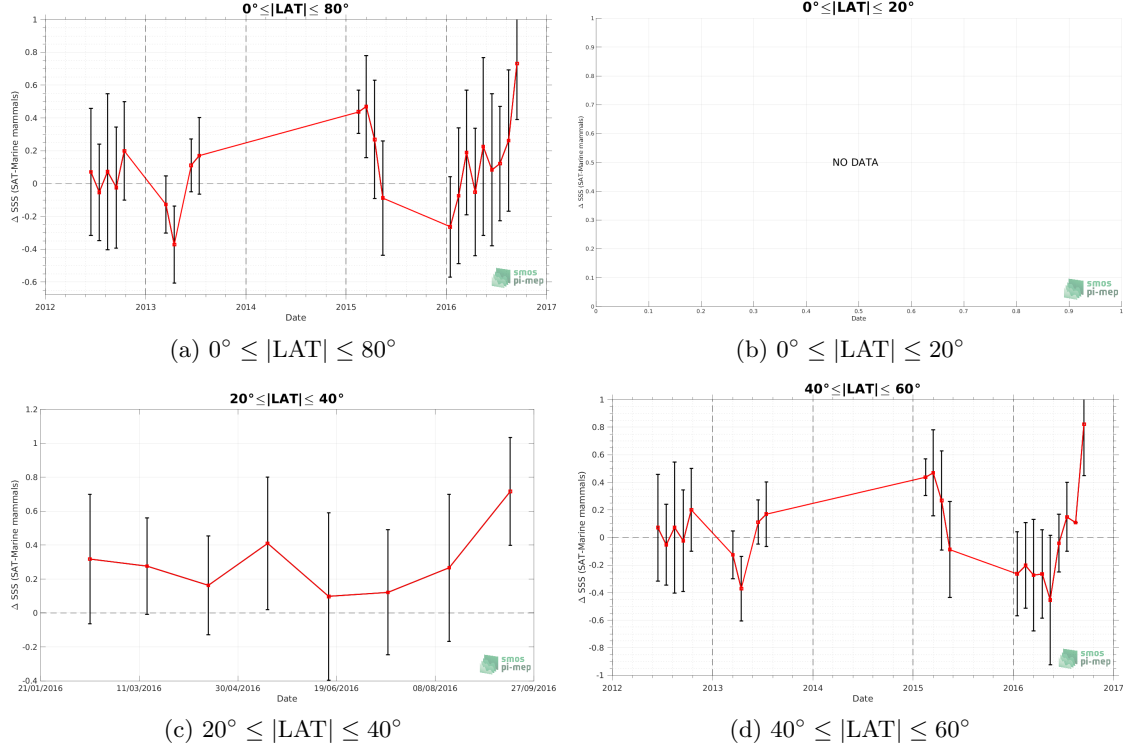 0°≤|LAT|≤ 80°
1
0.8
0.6
0.4
0.2
0
-0.2
-0.4
-0.6
Δ SSS (SAT-Marine mammals)
2012
2013
2014
2015
2016
2017
Date
smos
pi-mep
(a) 0° ≤ |LAT| ≤ 80°
0°≤|LAT|≤ 20°
1
0.9
0.8
0.7
0.6
0.5
0.4
0.3
0.2
0.1
0
Δ SSS (SAT-Marine mammals)
NO DATA
0
0.1
0.2
0.3
0.4
0.5
0.6
0.7
0.8
0.9
1
Date
smos
pi-mep
(b) 0° ≤ |LAT| ≤ 20°
20°≤|LAT|≤ 40°
1.2
1
0.8
0.6
0.4
0.2
0
-0.2
-0.4
Δ SSS (SAT-Marine mammals)
21/01/2016
11/03/2016
30/04/2016
19/06/2016
08/08/2016
27/09/2016
Date
smos
pi-mep
(c) 20° ≤ |LAT| ≤ 40°
40°≤|LAT|≤ 60°
1
0.8
0.6
0.4
0.2
0
-0.2
-0.4
-0.6
-0.8
-1
Δ SSS (SAT-Marine mammals)
2012
2013
2014
2015
2016
2017
Date
smos
pi-mep
(d) 40° ≤ |LAT| ≤ 60°